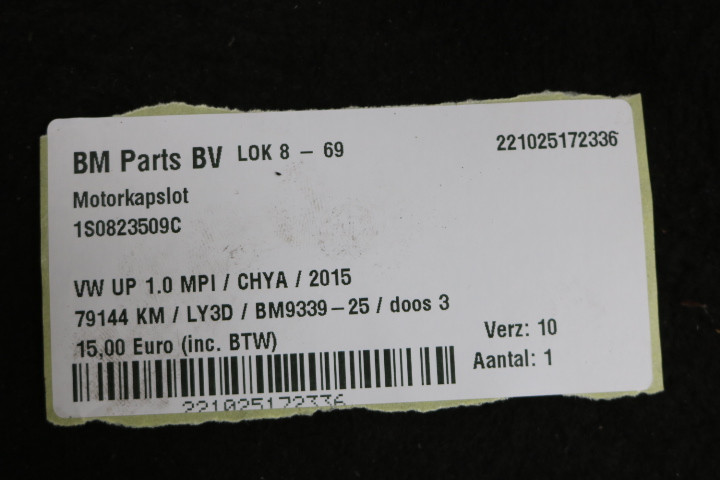 BM Parts BV LOK 8 – 69 221025172336
Motorkapslot
1S0823509C
VW UP 1.0 MPI / CHYA / 2015
79144 KM / LY3D / BM9339–25 / doos 3
15,00 Euro (inc. BTW)
Verz: 10
Aantal: 1
221025172336